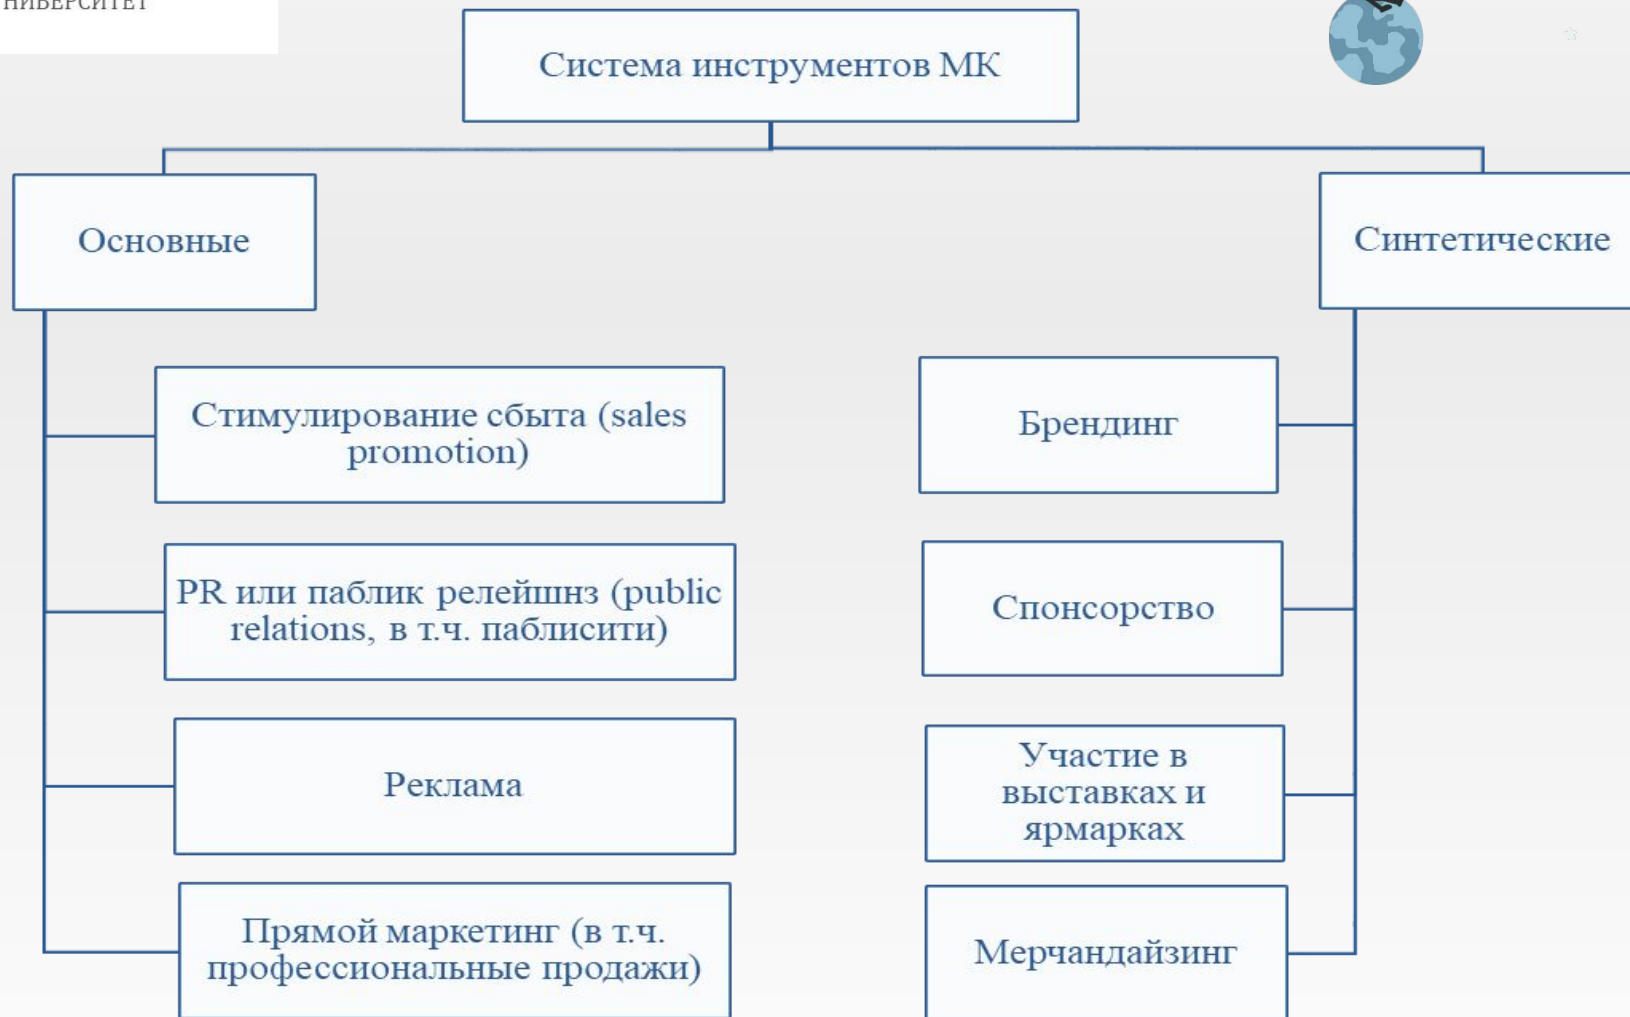 НИВЕРСИТЕТ
Система инструментов МК
Основные
Синтетические
Стимулирование сбыта (sales
promotion)
PR или паблик релейшнз (public
relations, в т.ч. паблисити)
Реклама
Прямой маркетинг (в т.ч.
профессиональные продажи)
Брендинг
Спонсорство
Участие в
выставках и
ярмарках
Мерчандайзинг